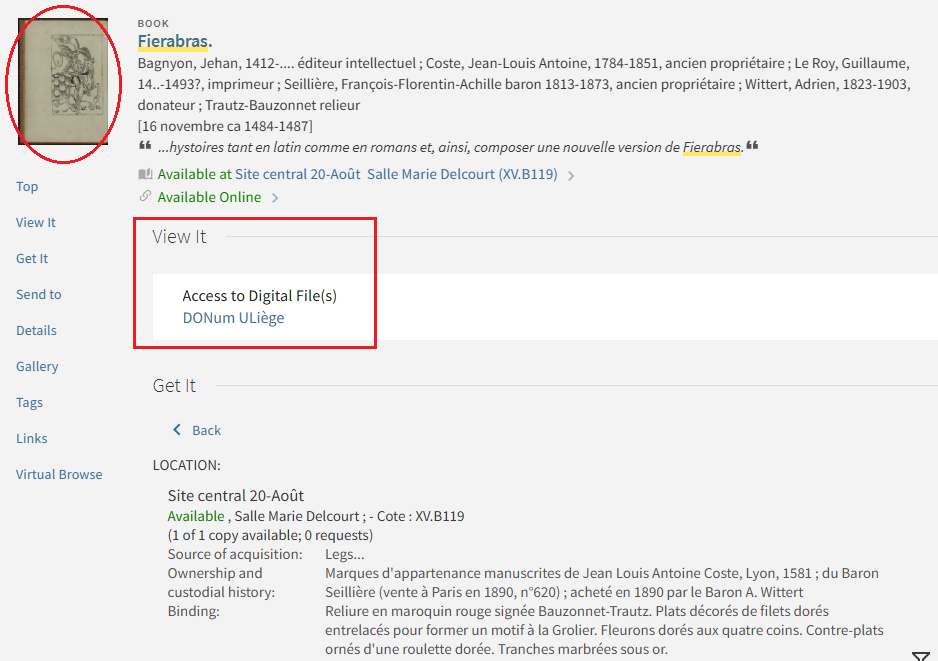 BOOK
Fierabras.
Bagnyon, Jehan, 1412-.... éditeur intellectuel ; Coste, Jean-Louis Antoine, 1784-1851, ancien propriétaire ; Le Roy, Guillaume,
14..-1493?, imprimeur ; Seillière, François-Florentin-Achille baron 1813-1873, ancien propriétaire ; Wittert, Adrien, 1823-1903,
donateur ; Trautz-Bauzonnet relieur
[16 novembre ca 1484-1487]
❝ ...hystoires tant en latin comme en romans et, ainsi, composer une nouvelle version de Fierabras.❝
Available at Site central 20-Août Salle Marie Delcourt (XV.B119)
Available Online
Top
View It
Get It
Send to
Details
Gallery
Tags
Links
Virtual Browse
View It
Access to Digital File(s)
DONum ULiège
Get It
Back
LOCATION:
Site central 20-Août
Available , Salle Marie Delcourt ; - Cote : XV.B119
(1 of 1 copy available; 0 requests)
Source of acquisition: Legs...
Ownership and custodial history: Marques d'appartenance manuscrites de Jean Louis Antoine Coste, Lyon, 1581 ; du Baron
Seillière (vente à Paris en 1890, n°620) ; acheté en 1890 par le Baron A. Wittert
Binding: Reliure en maroquin rouge signée Bauzonnet-Trautz. Plats décorés de filets dorés
entrelacés pour former un motif à la Grolier. Fleurons dorés aux quatre coins. Contre-plats
ornés d'une roulette dorée. Tranches marbrées sous or.